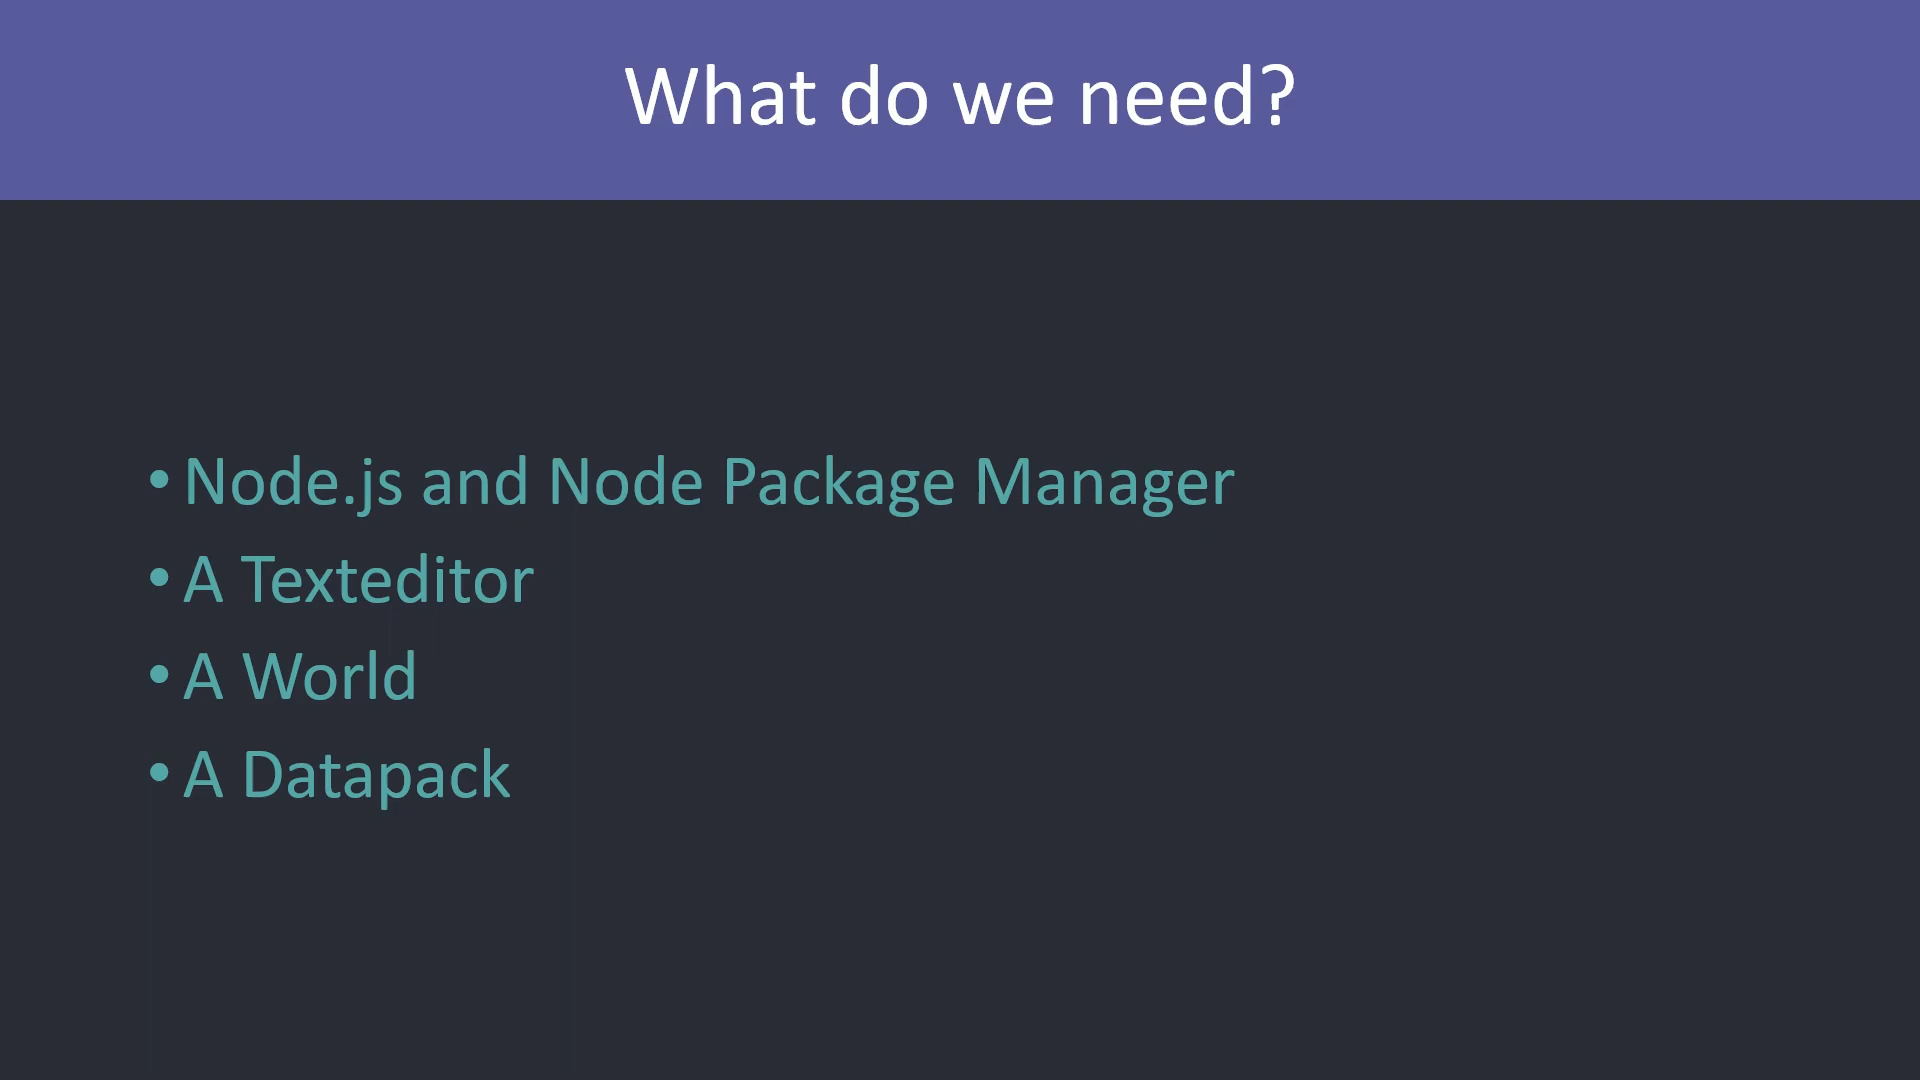 What do we need?
• Node.js and Node Package Manager
• A Texteditor
• A World
• A Datapack